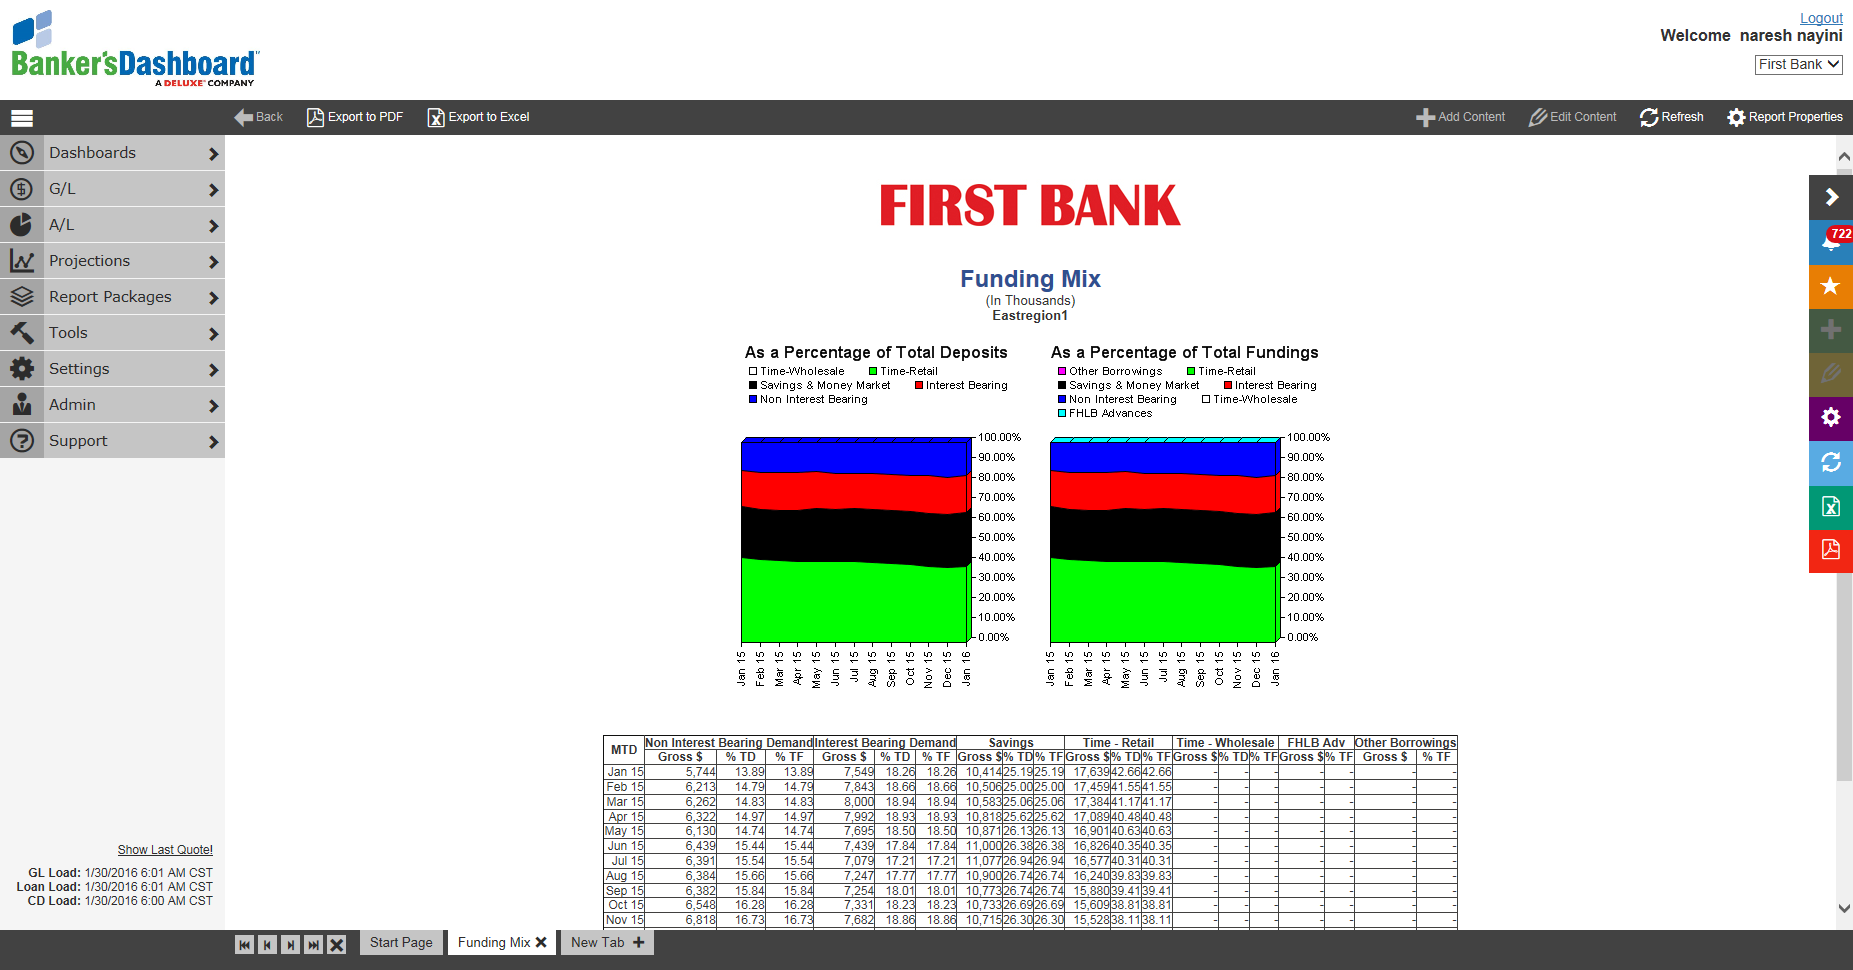 Logout
Banker'sDashboard
A DELUXE COMPANY
Welcome naresh nayini
First Bank
Back
Export to PDF
Export to Excel
Add Content
Edit Content
Refresh
Report Properties
Dashboards
G/L
A/L
Projections
Report Packages
Tools
Settings
Admin
Support
722
FIRST BANK
Funding Mix
(In Thousands)
Eastregion1
As a Percentage of Total Deposits
Time-Wholesale Time-Retail
Savings & Money Market Interest Bearing
Non Interest Bearing
100.00%
90.00%
80.00%
70.00%
60.00%
50.00%
40.00%
30.00%
20.00%
10.00%
0.00%
Jan 15 Feb 15 Mar 15 Apr 15 May 15 Jun 15 Jul 15 Aug 15 Sep 15 Oct 15 Nov 15 Dec 15 Jan 16
As a Percentage of Total Fundings
Other Borrowings Time-Retail
Savings & Money Market Interest Bearing
Non Interest Bearing Time-Wholesale
FHLB Advances
100.00%
90.00%
80.00%
70.00%
60.00%
50.00%
40.00%
30.00%
20.00%
10.00%
0.00%
Jan 15 Feb 15 Mar 15 Apr 15 May 15 Jun 15 Jul 15 Aug 15 Sep 15 Oct 15 Nov 15 Dec 15 Jan 16
MTD Non Interest Bearing Demand Interest Bearing Demand Savings Time - Retail Time - Wholesale FHLB Adv Other Borrowings
Gross $ % TD % TF Gross $ % TD % TF Gross $ % TD % TF Gross $ % TD % TF Gross $ % TD % TF Gross $ % TF Gross $ % TF
Jan 15 5,744 13.89 13.89 7,549 18.26 18.26 10,414 25.19 25.19 17,639 42.66 42.66 - - - - - - -
Feb 15 6,213 14.79 14.79 7,843 18.66 18.66 10,506 25.00 25.00 17,459 41.55 41.55 - - - - - - -
Mar 15 6,262 14.83 14.83 8,000 18.94 18.94 10,583 25.06 25.06 17,384 41.17 41.17 - - - - - - -
Apr 15 6,322 14.97 14.97 7,992 18.93 18.93 10,818 25.62 25.62 17,089 40.48 40.48 - - - - - - -
May 15 6,130 14.74 14.74 7,695 18.50 18.50 10,871 26.13 26.13 16,901 40.63 40.63 - - - - - - -
Jun 15 6,439 15.44 15.44 7,439 17.84 17.84 11,000 26.38 26.38 16,826 40.35 40.35 - - - - - - -
Jul 15 6,391 15.54 15.54 7,079 17.21 17.21 11,077 26.94 26.94 16,577 40.31 40.31 - - - - - - -
Aug 15 6,384 15.66 15.66 7,247 17.77 17.77 10,900 26.74 26.74 16,240 39.83 39.83 - - - - - - -
Sep 15 6,382 15.84 15.84 7,254 18.01 18.01 10,773 26.74 26.74 15,880 39.41 39.41 - - - - - - -
Oct 15 6,548 16.28 16.28 7,331 18.23 18.23 10,733 26.69 26.69 15,609 38.81 38.81 - - - - - - -
Nov 15 6,818 16.73 16.73 7,682 18.86 18.86 10,715 26.30 26.30 15,528 38.11 38.11 - - - - - - -
Show Last Quote!
GL Load: 1/30/2016 6:01 AM CST
Loan Load: 1/30/2016 6:01 AM CST
CD Load: 1/30/2016 6:00 AM CST
Start Page
Funding Mix
New Tab